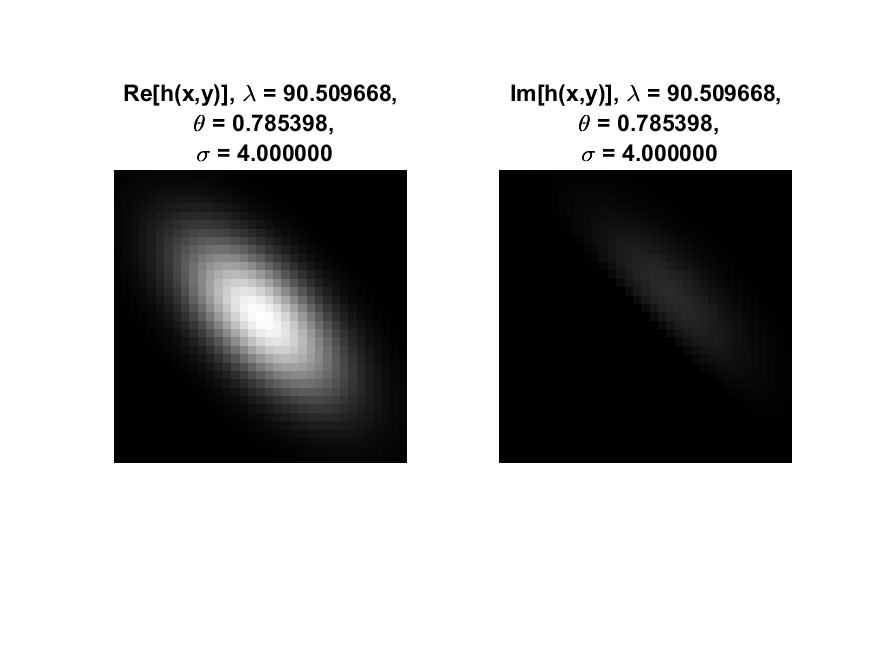 Re[h(x,y)], λ = 90.509668,
θ = 0.785398,
σ = 4.000000
Im[h(x,y)], λ = 90.509668,
θ = 0.785398,
σ = 4.000000